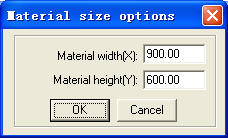 Material size options
Material width(X): 900.00
Material height(Y): 600.00
OK Cancel